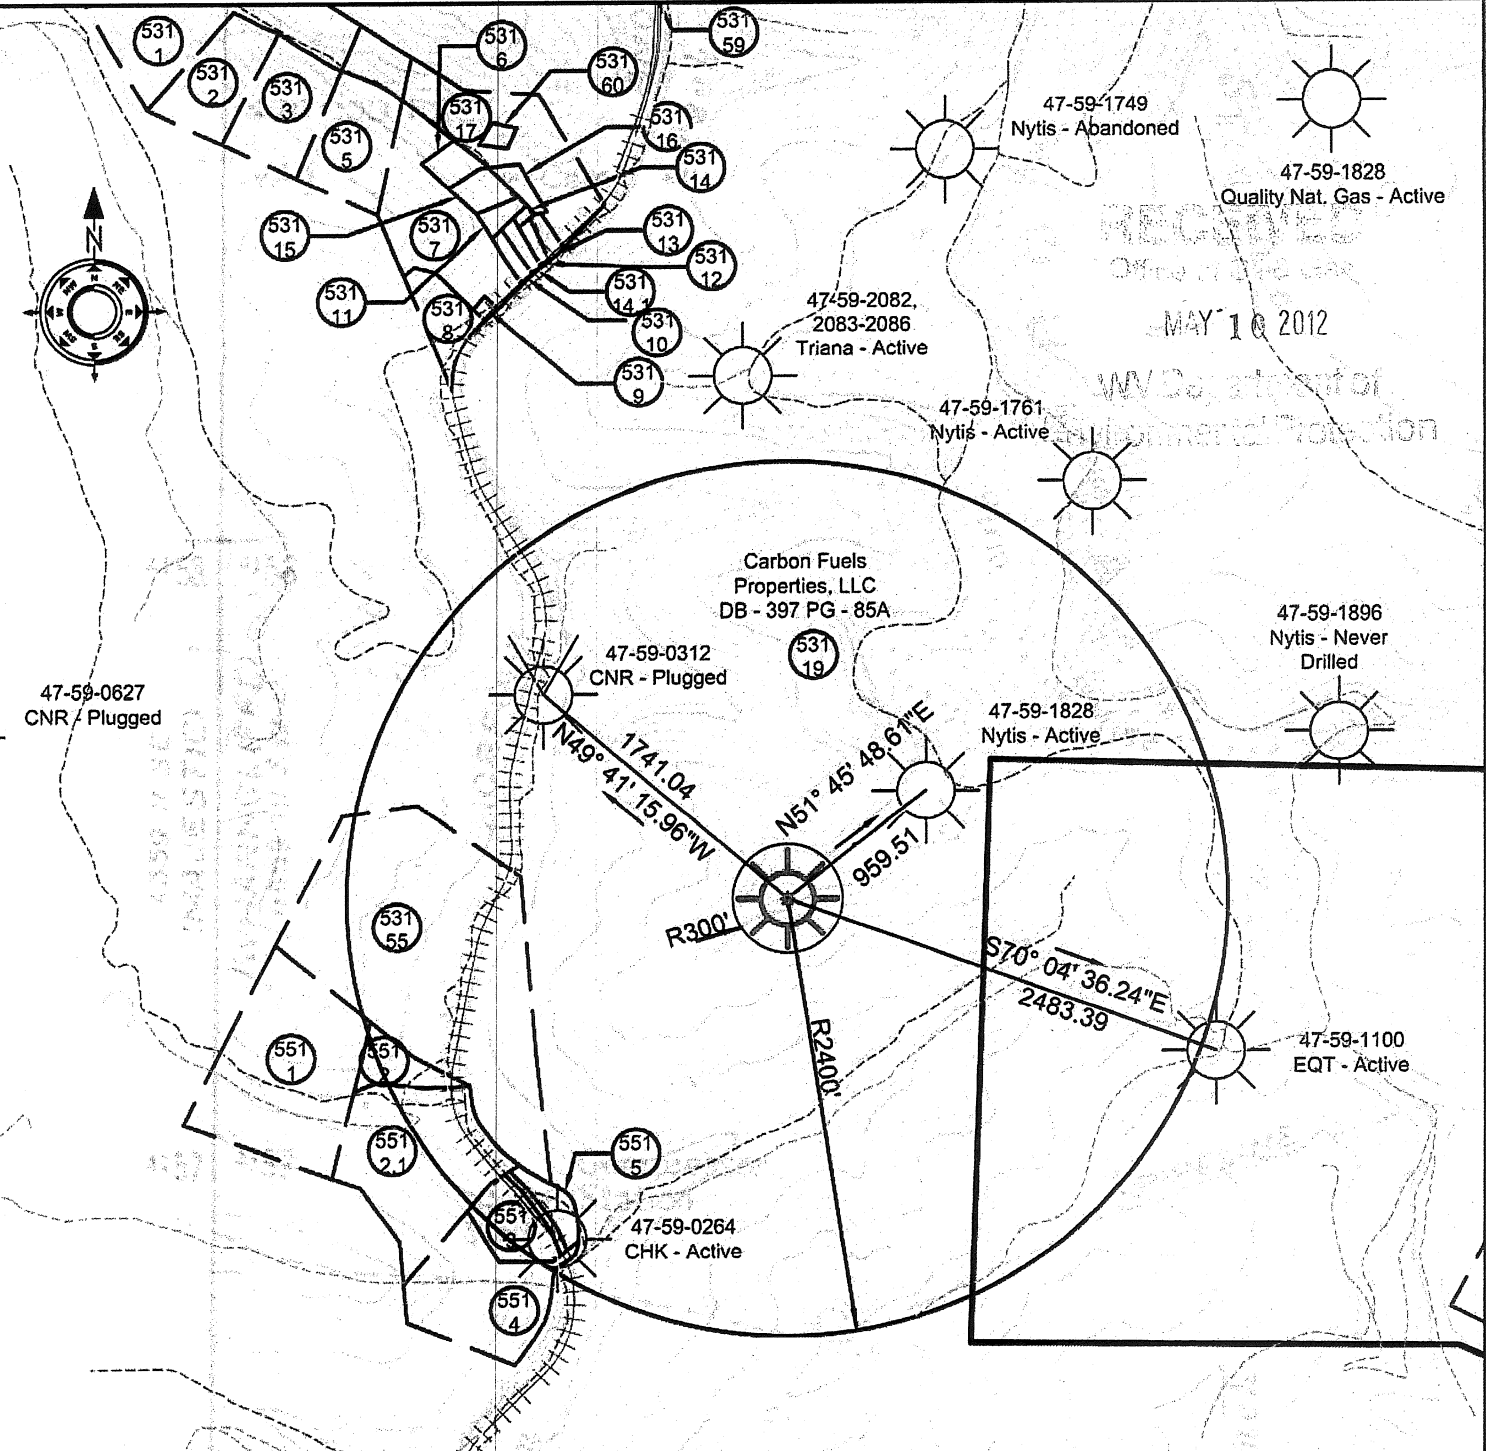 531
1
531
2
531
3
531
5
531
6
531
17
531
60
531
59
531
16
531
14
531
15
531
7
531
13
531
12
531
11
531
8
531
14.1
531
10
531
9
N
47-59-1749
Nytis - Abandoned
47-59-1828
Quality Nat. Gas - Active
RECEIVED
MAY 10 2012
WV Department of
Environmental Protection
47-59-2082,
2083-2086
Triana - Active
47-59-1761
Nytis - Active
Carbon Fuels
Properties, LLC
DB - 397 PG - 85A
531
19
47-59-0312
CNR - Plugged
47-59-0627
CNR - Plugged
47-59-1896
Nytis - Never
Drilled
47-59-1828
Nytis - Active
1741.04
N49° 41' 15.96"W
N51° 45' 48.61"E
959.51
R300'
S70° 04' 36.24"E
2483.39
R2400'
531
55
47-59-1100
EQT - Active
551
1
551
2
551
2.1
551
5
551
3
47-59-0264
CHK - Active
551
4